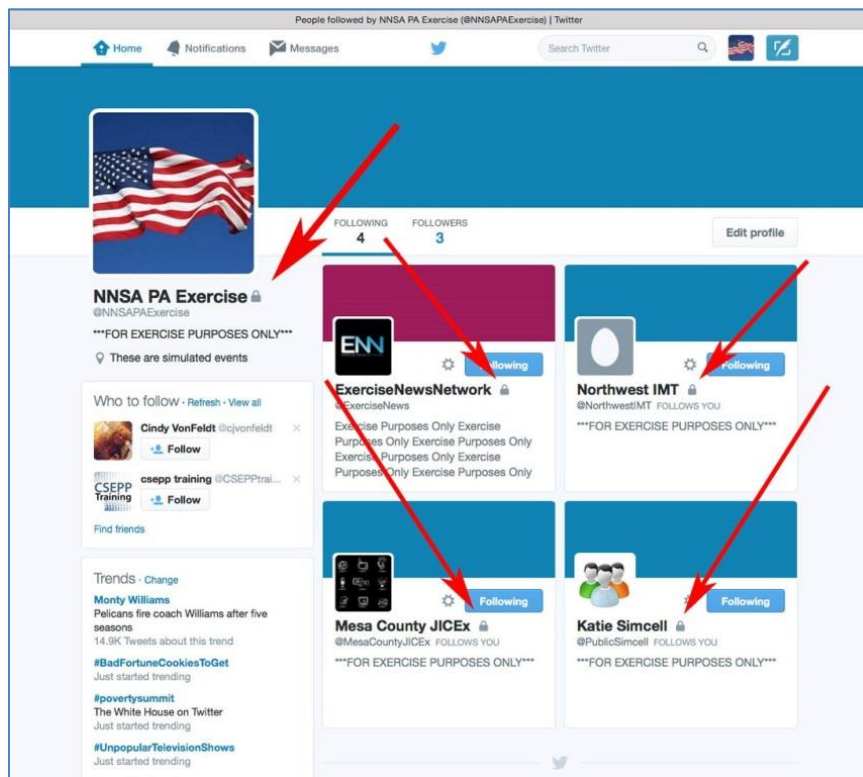 People followed by NNSA PA Exercise (@NNSAPAExercise) | Twitter
Home Notifications Messages Search Twitter
FOLLOWING FOLLOWERS
4 3
Edit profile
NNSA PA Exercise
@NNSAPAExercise
***FOR EXERCISE PURPOSES ONLY***
These are simulated events
Who to follow · Refresh · View all
Cindy VonFeldt @cjvonfeldt
Follow
CSEPP
Training
csepp training @CSEPPtrai...
Follow
Find friends
Trends · Change
Monty Williams
Pelicans fire coach Williams after five
seasons
14.9K Tweets about this trend
#BadFortuneCookiesToGet
Just started trending
#povertysummit
The White House on Twitter
Just started trending
#UnpopularTelevisionShows
Just started trending
ENN
Following
ExerciseNewsNetwork
@ExerciseNews
Exercise Purposes Only Exercise
Purposes Only Exercise Purposes Only
Exercise Purposes Only Exercise
Purposes Only Exercise Purposes Only
Following
Northwest IMT
@NorthwestIMT FOLLOWS YOU
***FOR EXERCISE PURPOSES ONLY***
Following
Mesa County JICEx
@MesaCountyJICEx FOLLOWS YOU
***FOR EXERCISE PURPOSES ONLY***
Following
Katie Simcell
@PublicSimcell FOLLOWS YOU
***FOR EXERCISE PURPOSES ONLY***